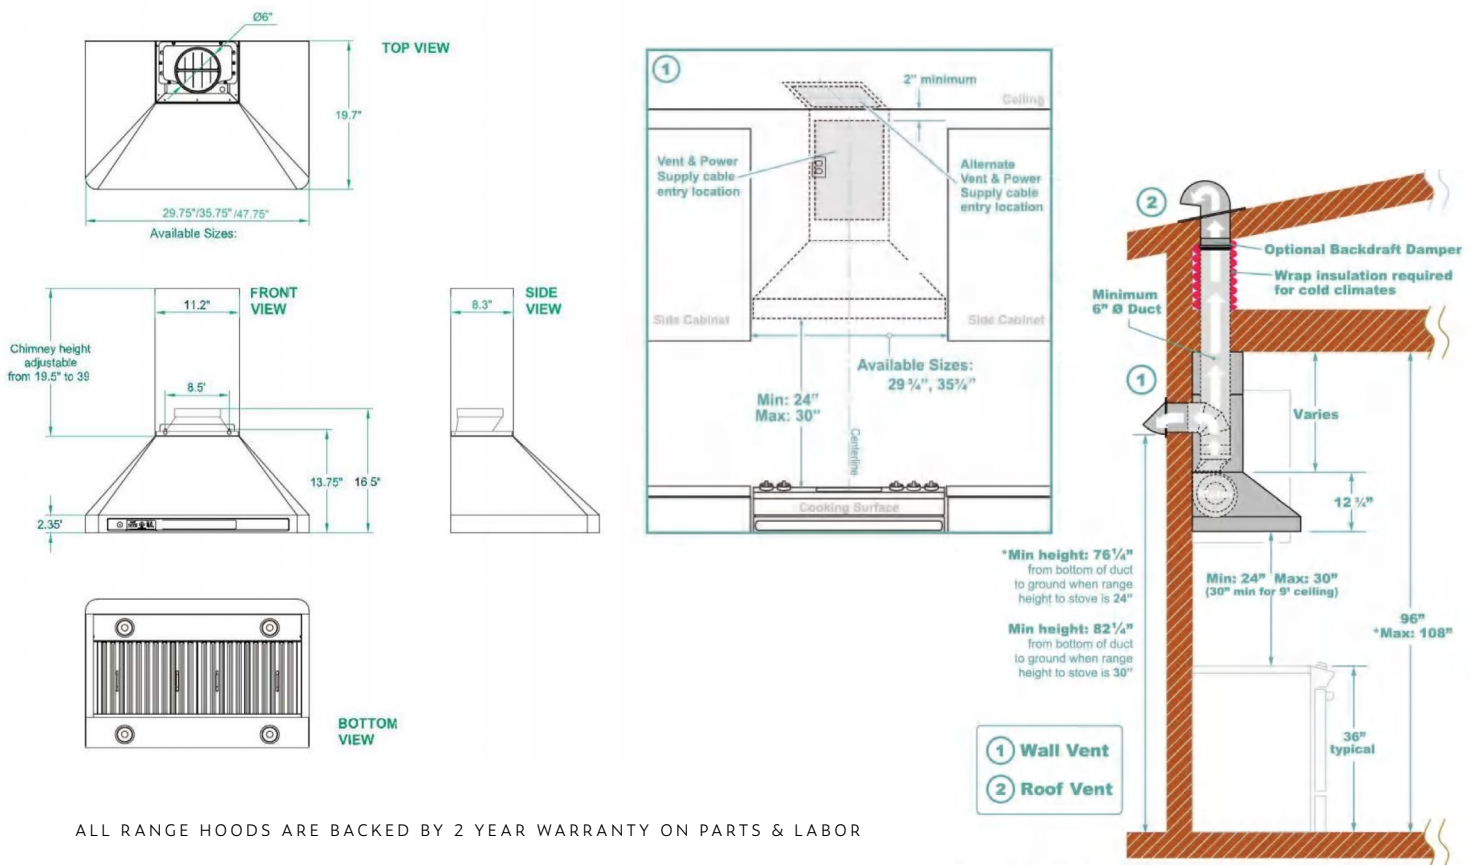 Ø6"
TOP VIEW
19.7"
29.75"/35.75"/47.75"
Available Sizes:
FRONT
VIEW
11.2"
Chimney height
adjustable
from 19.5" to 39
8.5'
13.75"
16 5"
2.35'
SIDE
VIEW
8.3"
BOTTOM
VIEW
1
2" minimum
Ceiling
Vent & Power
Supply cable
entry location
Alternate
Vent & Power
Supply cable
entry location
Side Cabinet
Side Cabinet
Available Sizes:
29 ¾", 35¾"
Min: 24"
Max: 30"
Centerline
Cooking Surface
2
Optional Backdraft Damper
Wrap insulation required
for cold climates
Minimum
6" Ø Duct
1
Varies
12 ¾"
*Min height: 76¼"
from bottom of duct
to ground when range
height to stove is 24"
Min height: 82¼"
from bottom of duct
to ground when range
height to stove is 30"
Min: 24" Max: 30"
(30" min for 9' ceiling)
96"
*Max: 108"
36"
typical
1 Wall Vent
2 Roof Vent
ALL RANGE HOODS ARE BACKED BY 2 YEAR WARRANTY ON PARTS & LABOR